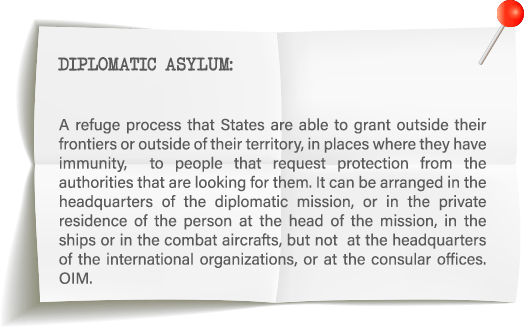 DIPLOMATIC ASYLUM:
A refuge process that States are able to grant outside their
frontiers or outside of their territory, in places where they have
immunity, to people that request protection from the
authorities that are looking for them. It can be arranged in the
headquarters of the diplomatic mission, or in the private
residence of the person at the head of the mission, in the
ships or in the combat aircrafts, but not at the headquarters
of the international organizations, or at the consular offices.
OIM.